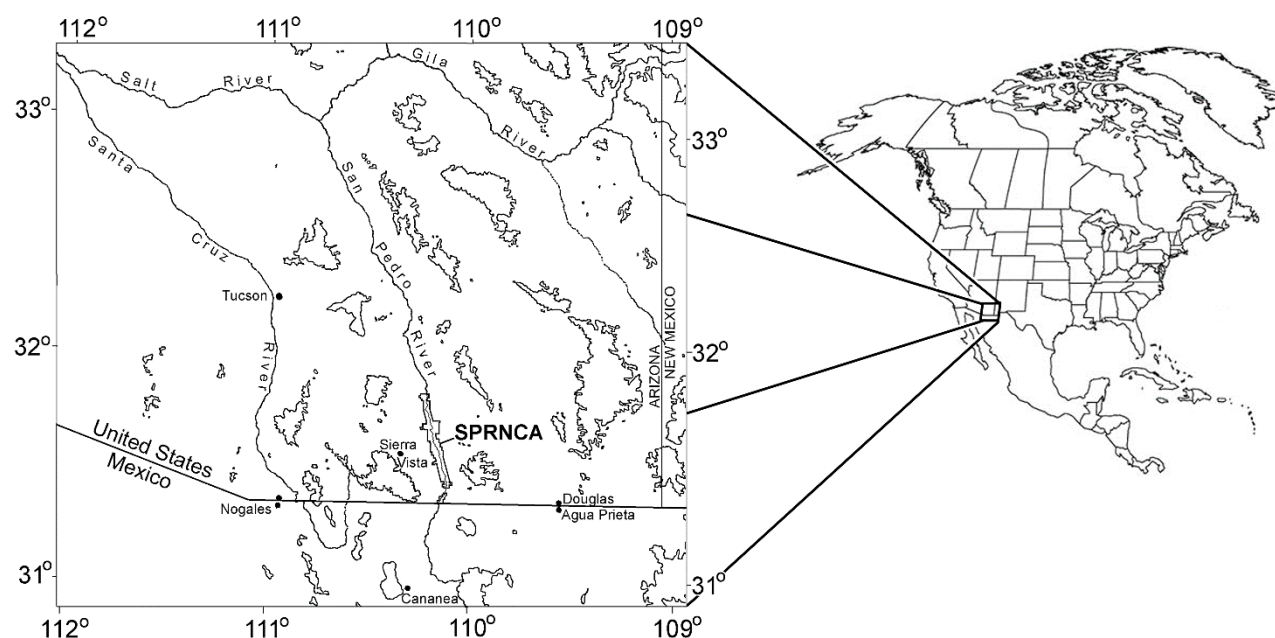 112°
111°
110°
109°
Gila
Salt River
33°
River
33°
Santa
San
Cruz
Pedro
Tucson
River
River
32°
32°
ARIZONA
NEW MEXICO
SPRNCA
United States
Sierra
Vista
Mexico
Nogales
Douglas
Agua Prieta
31°
31°
Cananea
112°
111°
110°
109°